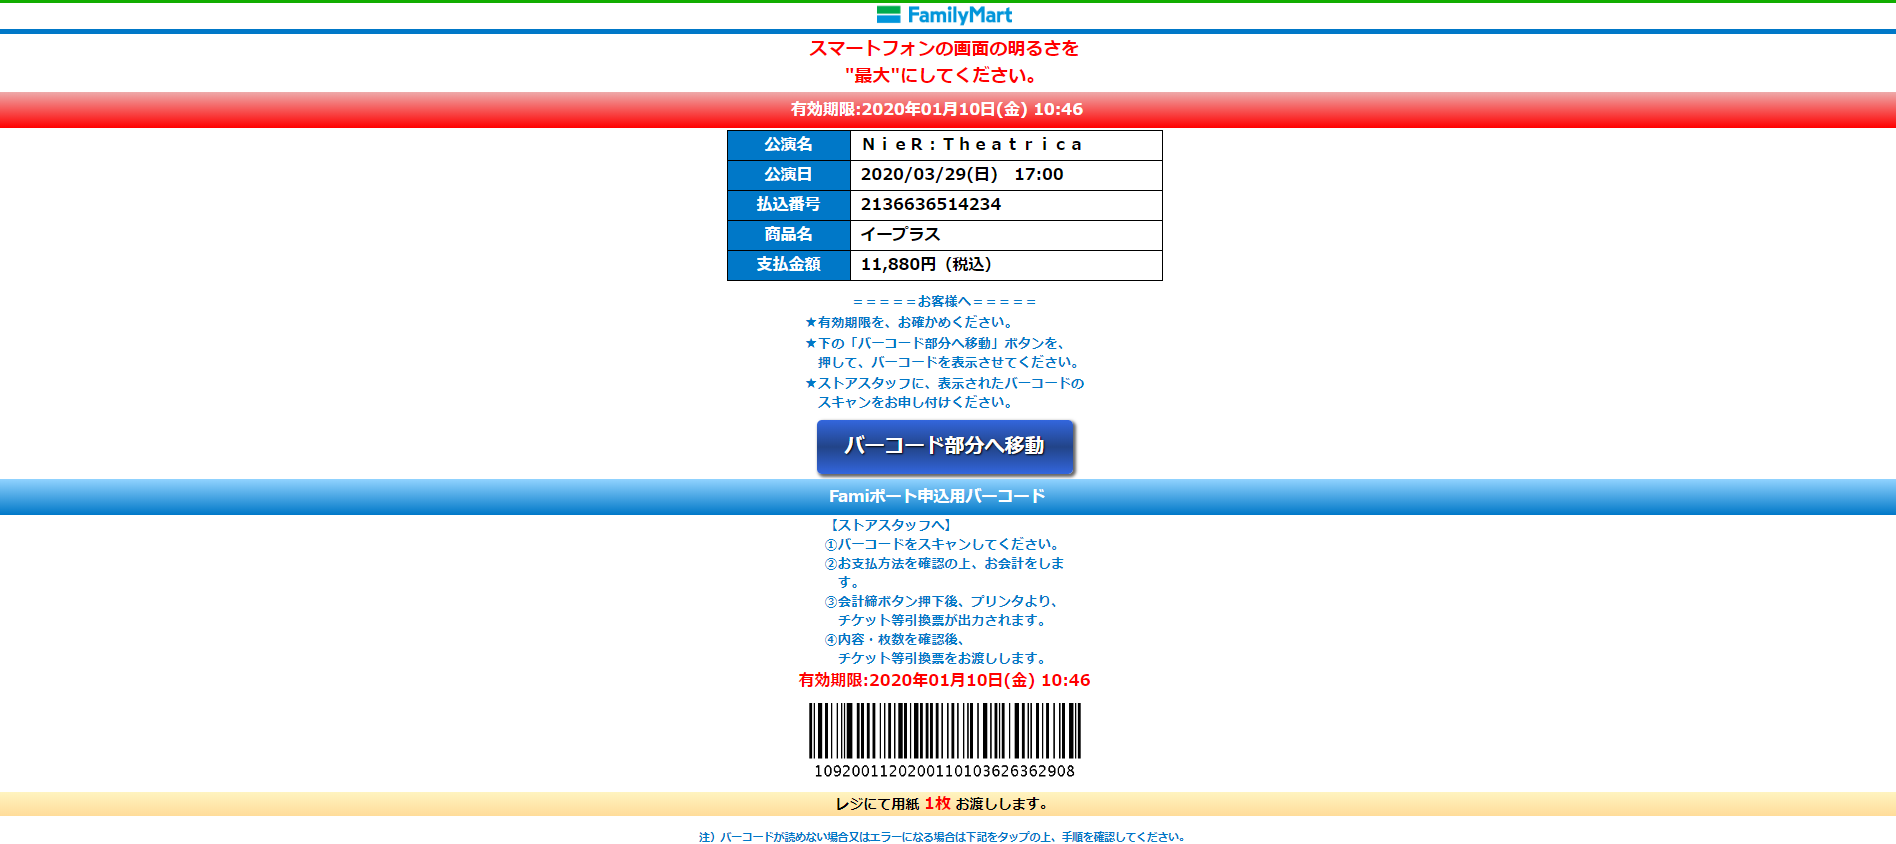 FamilyMart
スマートフォンの画面の明るさを
"最大"にしてください。
有効期限:2020年01月10日(金) 10:46
公演名 ＮｉｅＲ：Ｔｈｅａｔｒｉｃａ
公演日 2020/03/29(日)　17:00
払込番号 2136636514234
商品名 イープラス
支払金額 11,880円（税込）
＝＝＝＝＝お客様へ＝＝＝＝＝
★有効期限を、お確かめください。
★下の「バーコード部分へ移動」ボタンを、
押して、バーコードを表示させてください。
★ストアスタッフに、表示されたバーコードの
スキャンをお申し付けください。
バーコード部分へ移動
Famiポート申込用バーコード
【ストアスタッフへ】
①バーコードをスキャンしてください。
②お支払方法を確認の上、お会計をしま
す。
③会計締ボタン押下後、プリンタより、
チケット等引換票が出力されます。
④内容・枚数を確認後、
チケット等引換票をお渡しします。
有効期限:2020年01月10日(金) 10:46
10920011202001101036263629​08
レジにて用紙 1枚 お渡しします。
注）バーコードが読めない場合又はエラーになる場合は下記をタップの上、手順を確認してください。